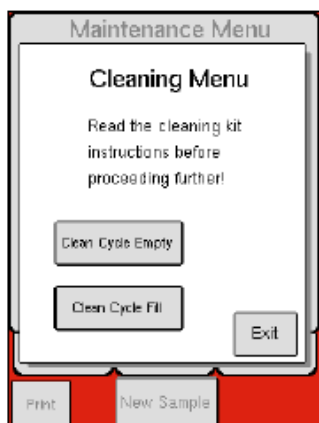 Maintenance Menu
Cleaning Menu
Read the cleaning kit
instructions before
proceeding further!
Clean Cycle Empty
Clean Cycle Fill
Exit
Print
New Sample